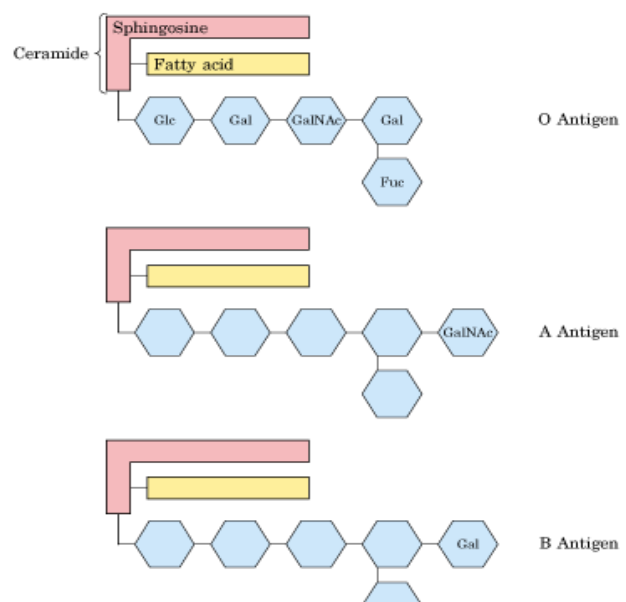 Sphingosine
Ceramide
Fatty acid
Glc Gal GalNAc Gal O Antigen
Fuc
GalNAc A Antigen
Gal B Antigen